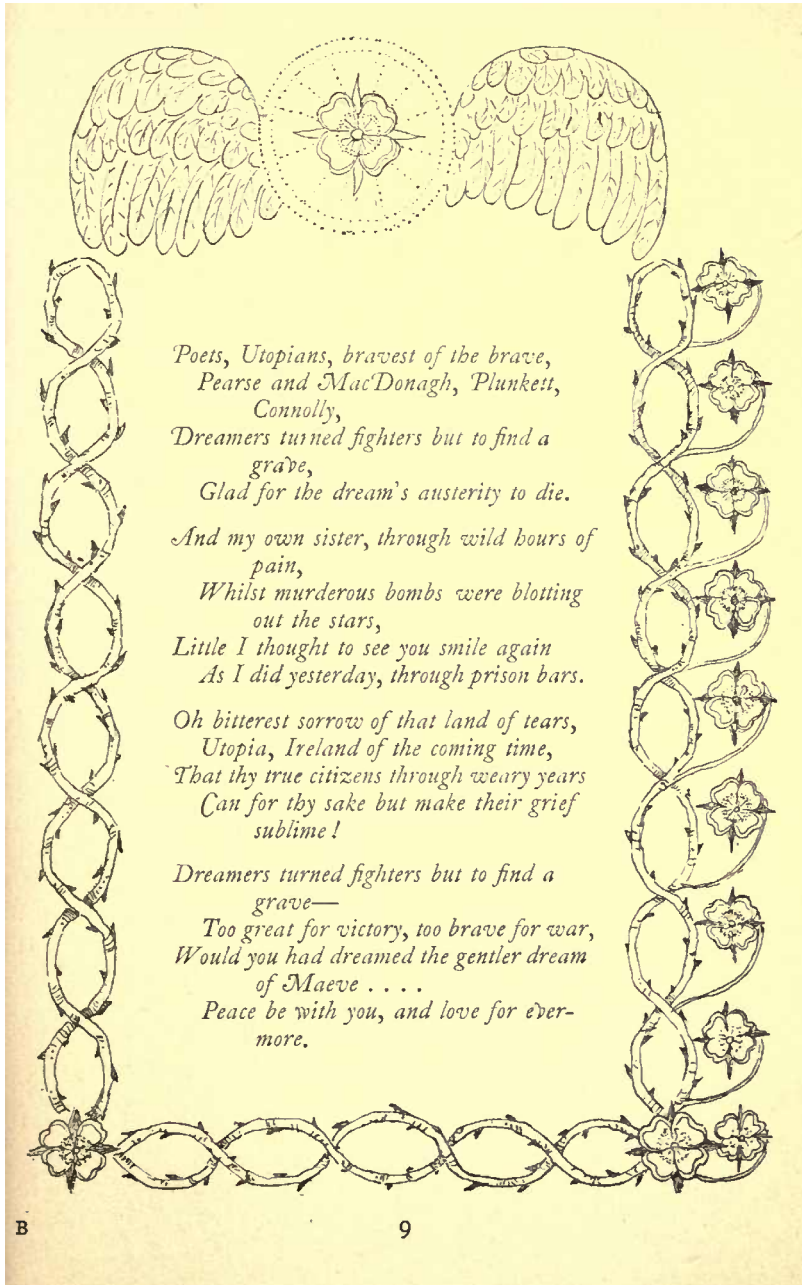 Poets, Utopians, bravest of the brave,
Pearse and MacDonagh, Plunkett,
Connolly,
Dreamers turned fighters but to find a
grave,
Glad for the dream's austerity to die.
And my own sister, through wild hours of
pain,
Whilst murderous bombs were blotting
out the stars,
Little I thought to see you smile again
As I did yesterday, through prison bars.
Oh bitterest sorrow of that land of tears,
Utopia, Ireland of the coming time,
That thy true citizens through weary years
Can for thy sake but make their grief
sublime !
Dreamers turned fighters but to find a
grave—
Too great for victory, too brave for war,
Would you had dreamed the gentler dream
of Maeve . . . .
Peace be with you, and love for ever-
more.
B 9